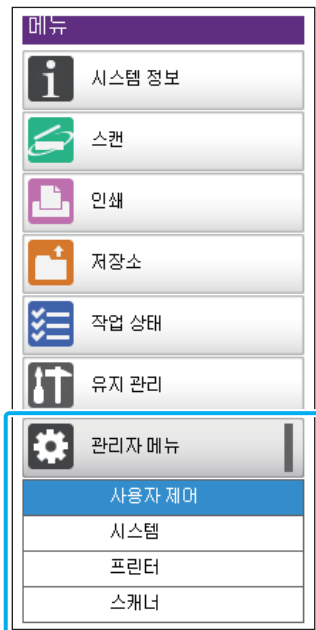 메뉴
시스템 정보
스캔
인쇄
저장소
작업 상태
유지 관리
관리자 메뉴
사용자 제어
시스템
프린터
스캐너